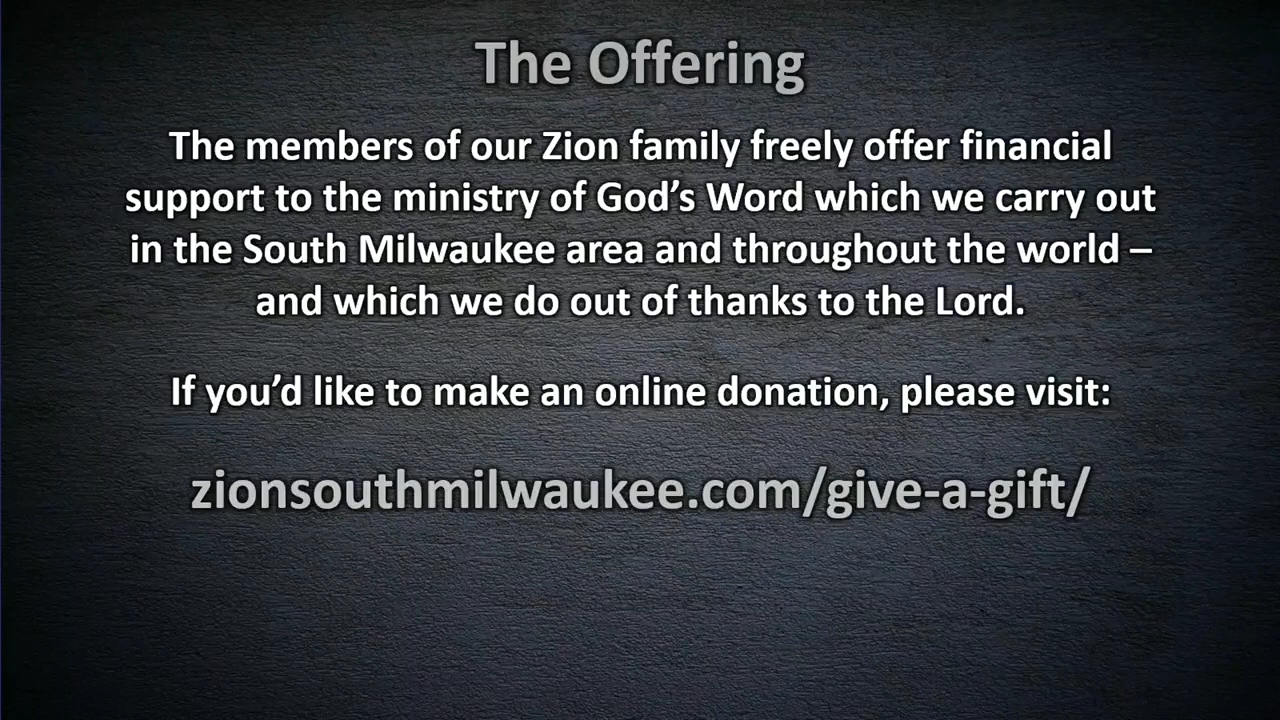 The Offering
The members of our Zion family freely offer financial
support to the ministry of God’s Word which we carry out
in the South Milwaukee area and throughout the world –
and which we do out of thanks to the Lord.
If you’d like to make an online donation, please visit:
zionsouthmilwaukee.com/give-a-gift/